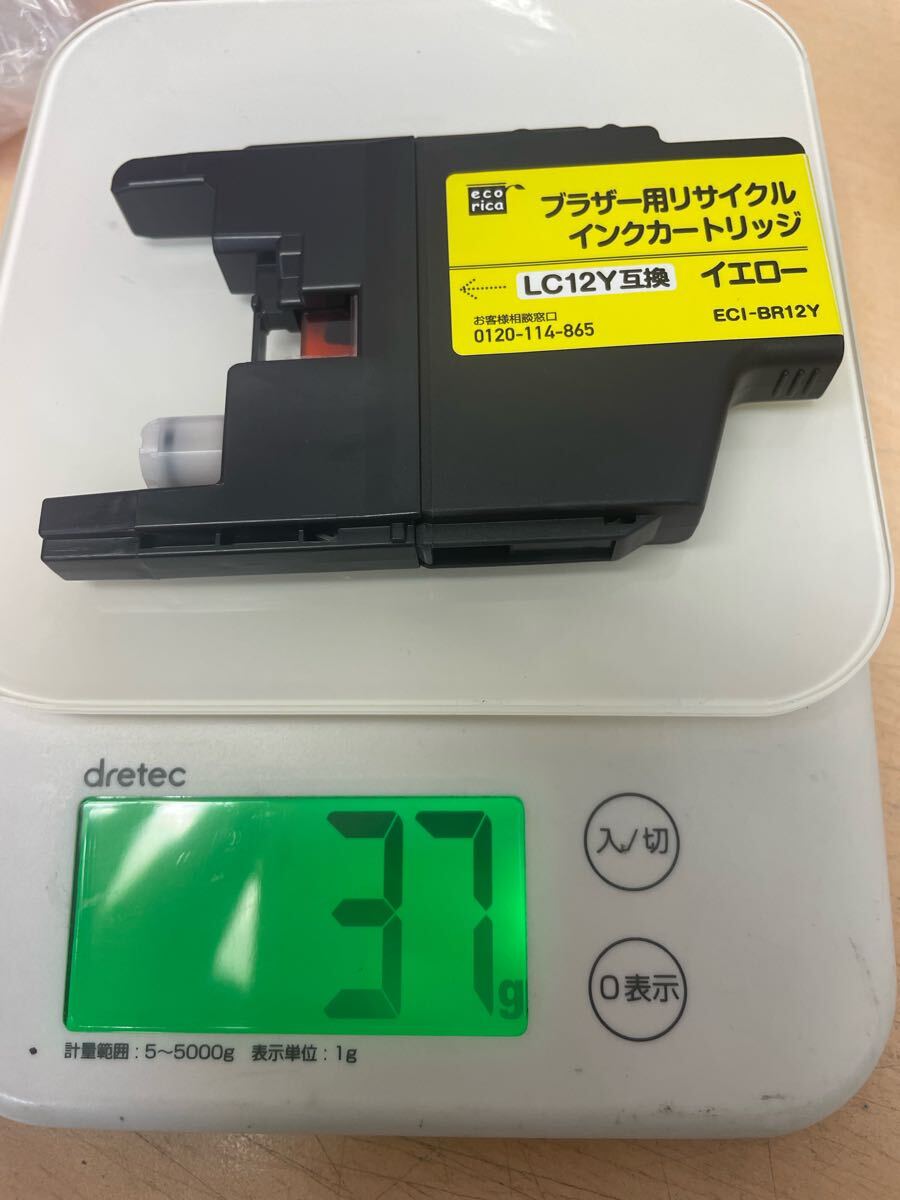 eco
rica
ブラザー用リサイクル
インクカートリッジ
LC12Y互換 イエロー
お客様相談窓口
0120-114-865
ECI-BR12Y
dretec
37g
入/切
0表示
計量範囲:5～5000g 表示単位:1g